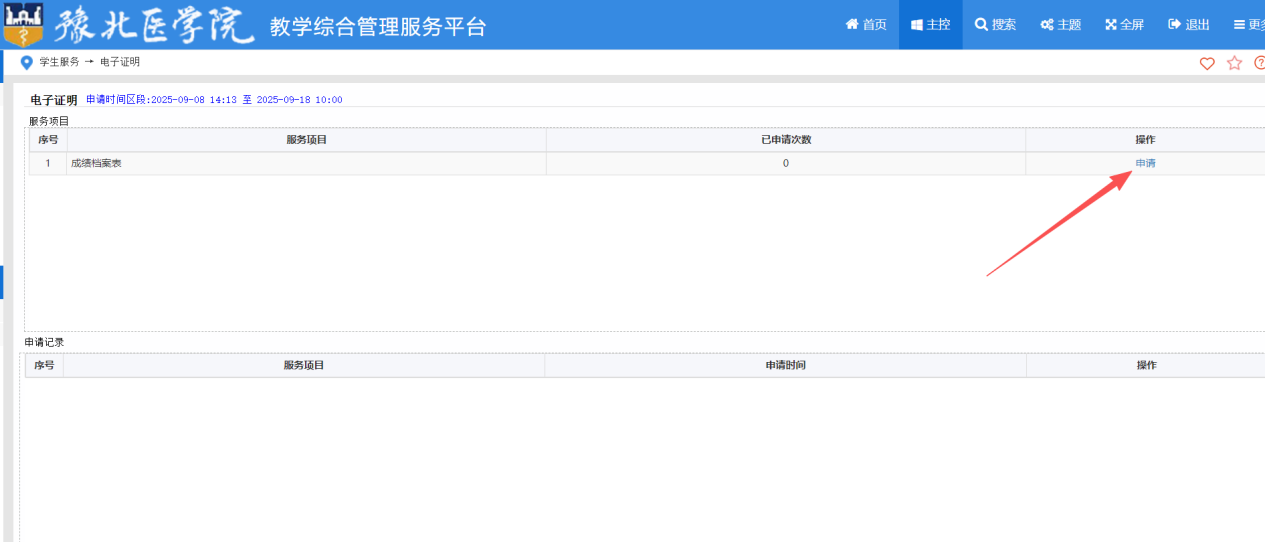 豫北医学院 教学综合管理服务平台 首页 主控 搜索 主题 全屏 退出
学生服务 → 电子证明
电子证明 申请时间区段:2025-09-08 14:13 至 2025-09-18 10:00
服务项目
序号 服务项目 已申请次数 操作
1 成绩档案表 0 申请
申请记录
序号 服务项目 申请时间 操作